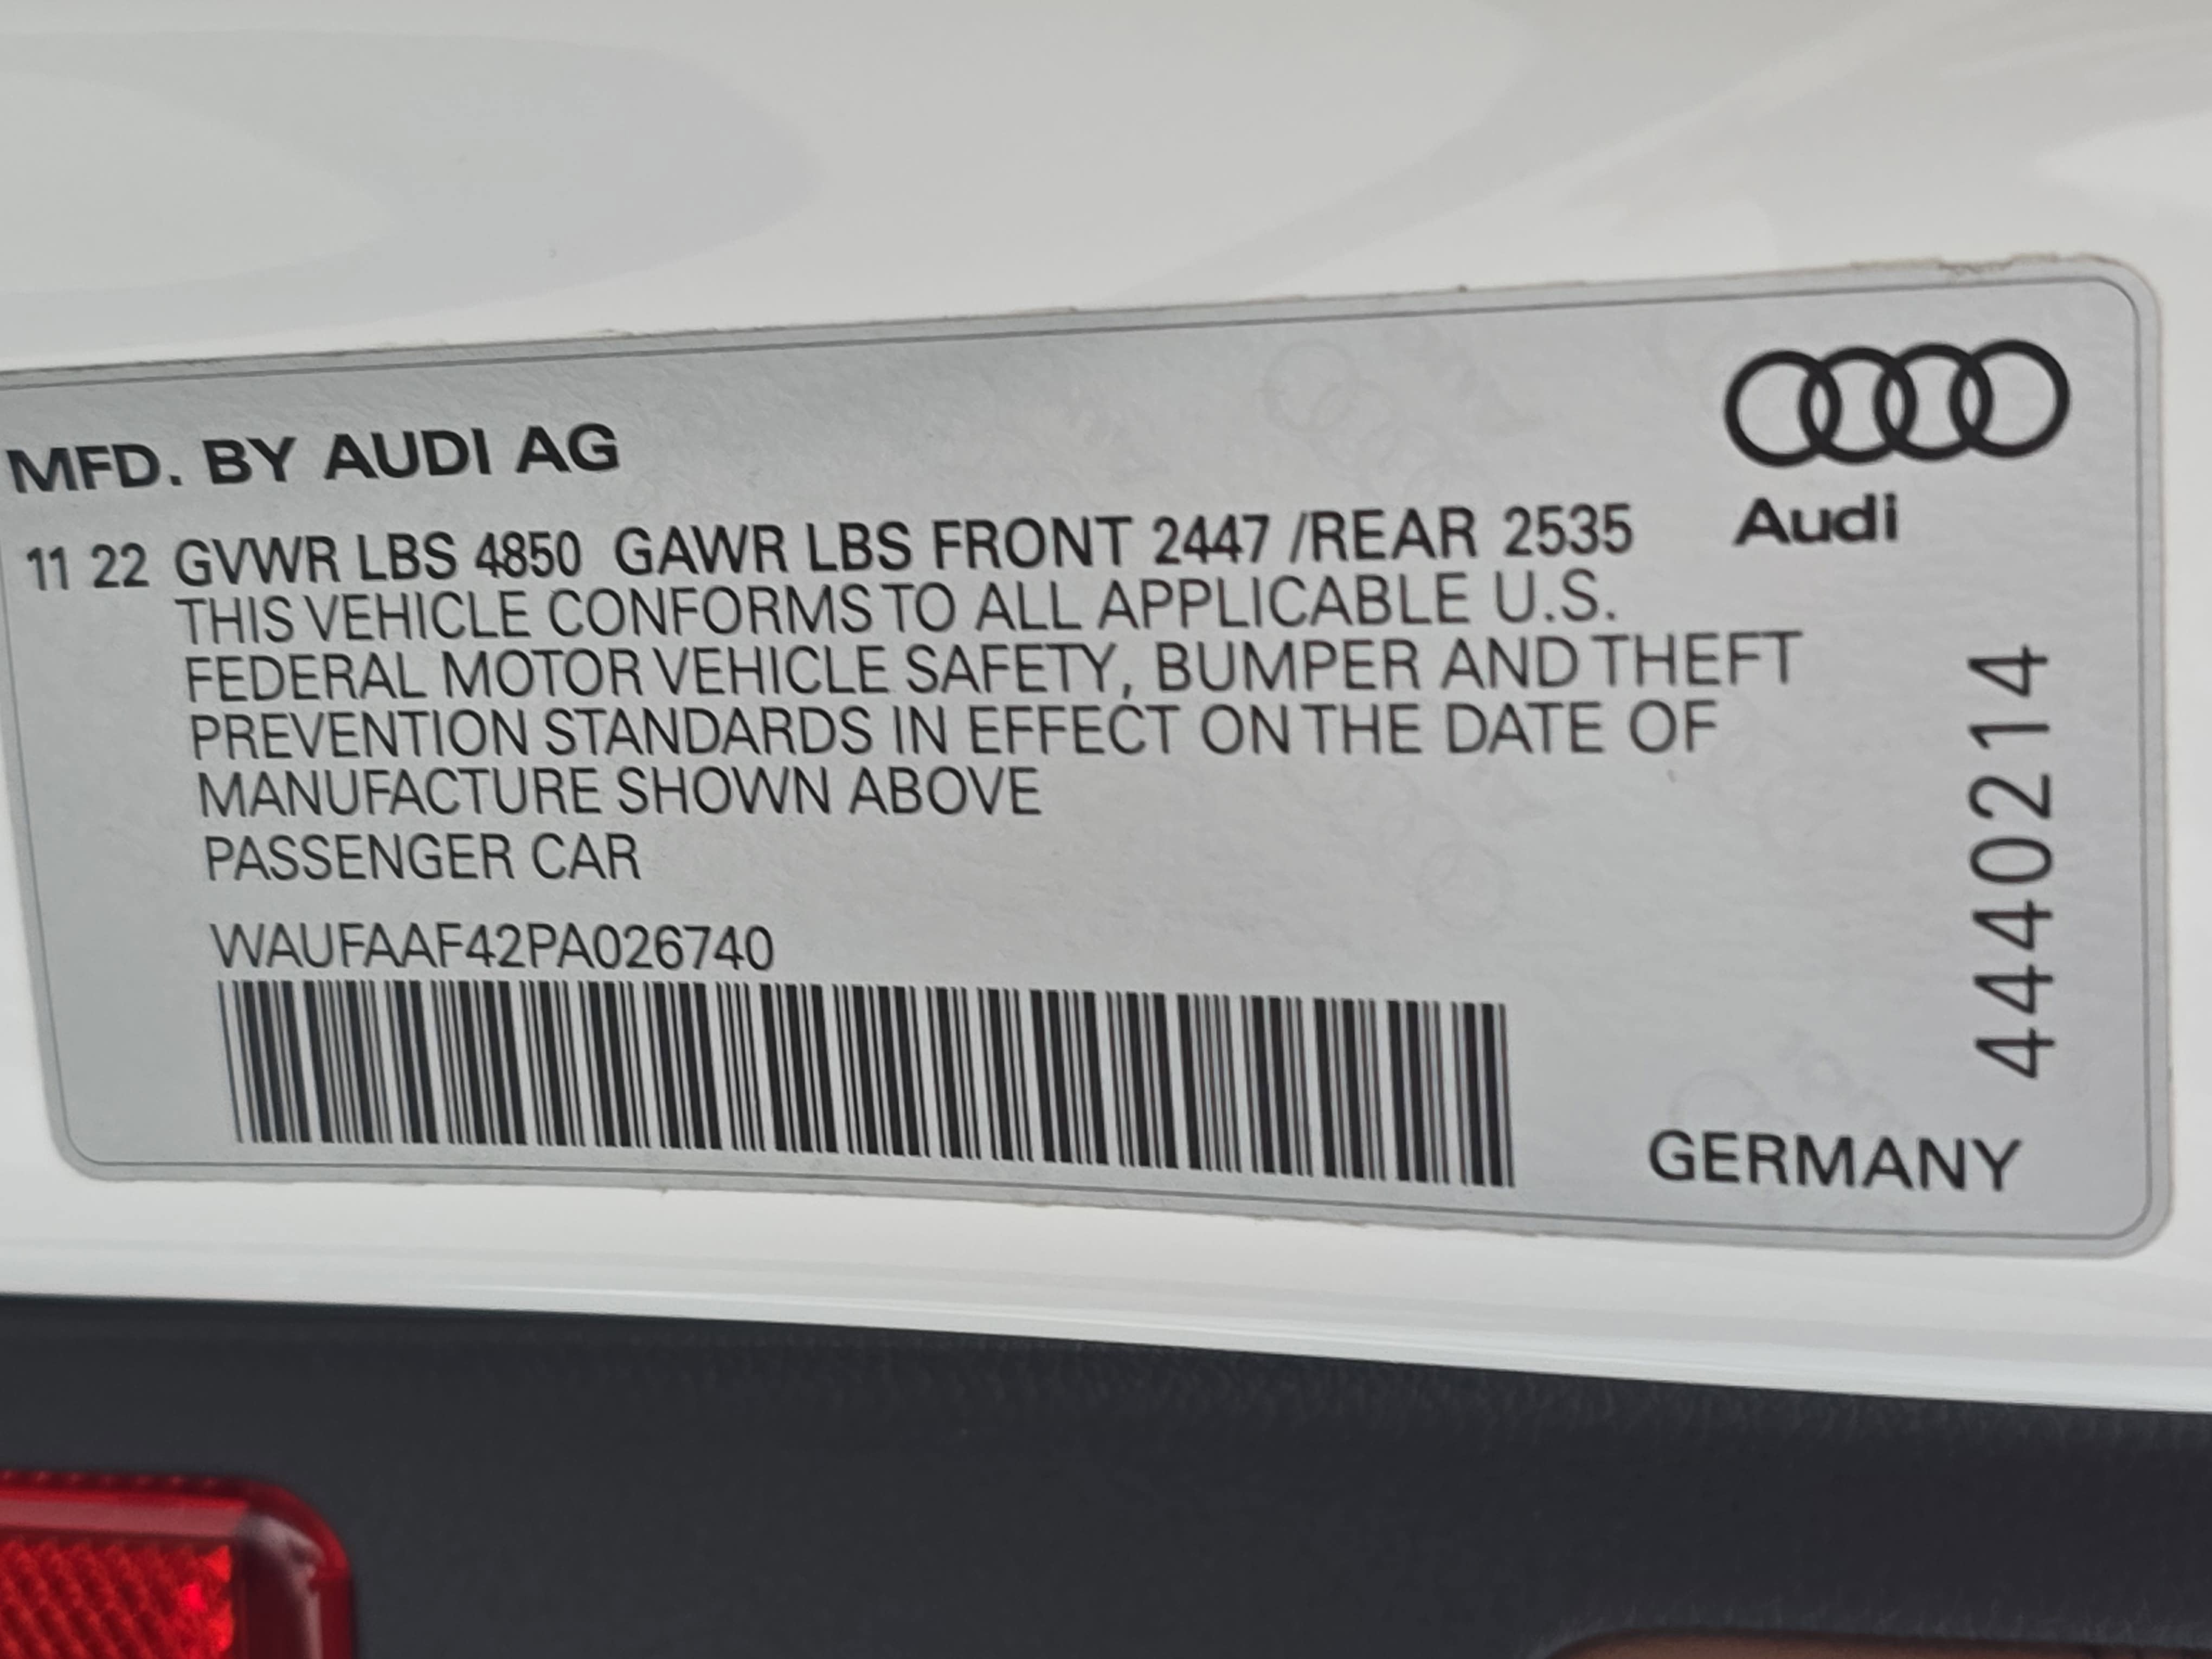 MFD. BY AUDI AG
Audi
11 22 GVWR LBS 4850 GAWR LBS FRONT 2447 /REAR 2535
THIS VEHICLE CONFORMS TO ALL APPLICABLE U.S.
FEDERAL MOTOR VEHICLE SAFETY, BUMPER AND THEFT
PREVENTION STANDARDS IN EFFECT ON THE DATE OF
MANUFACTURE SHOWN ABOVE
PASSENGER CAR
WAUFAAF42PA026740
4440214
GERMANY